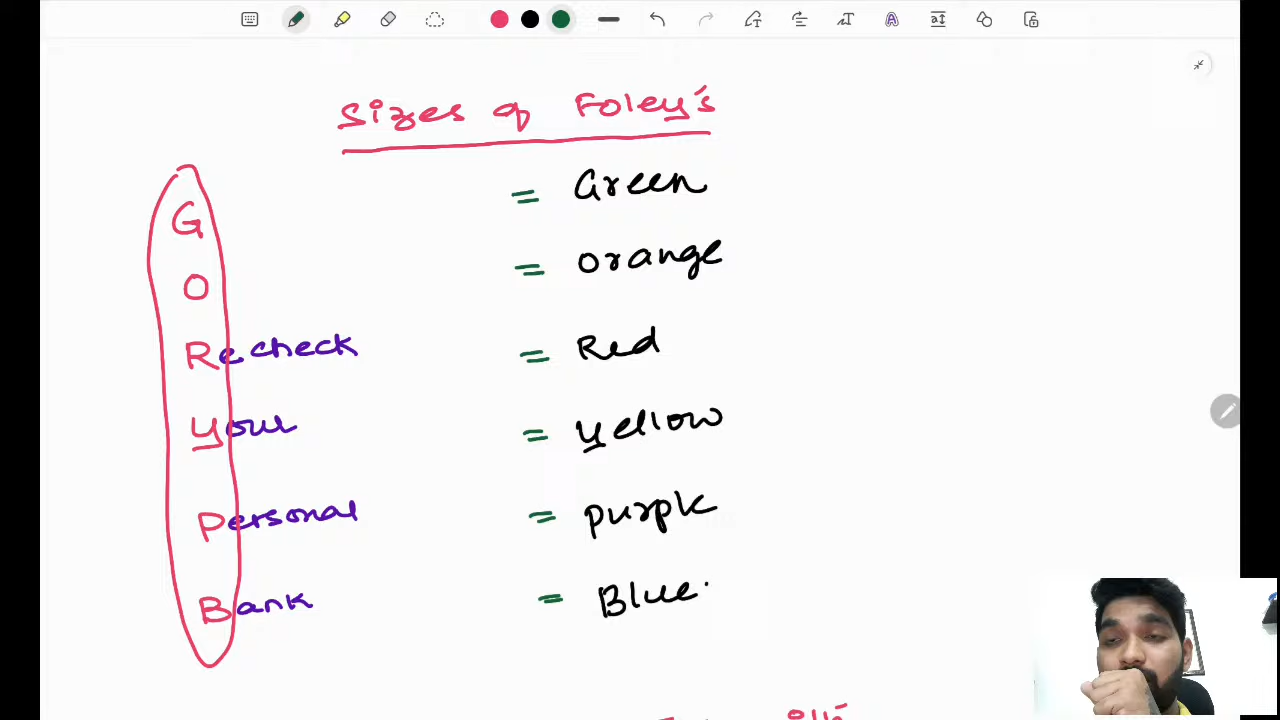 Sizes of Foley's
G = Green
O = orange
Recheck = Red
Your = yellow
Personal = purple
Bank = Blue